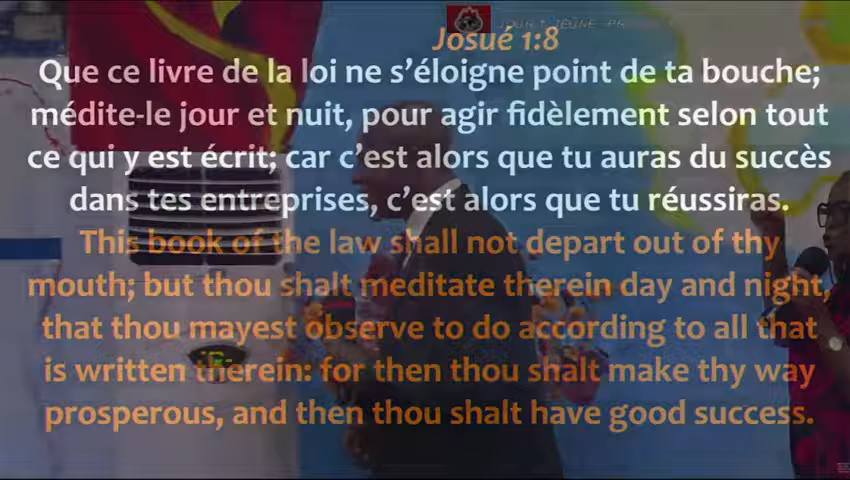 JOUR
Josué 1:8
Que ce livre de la loi ne s’éloigne point de ta bouche;
médite-le jour et nuit, pour agir fidèlement selon tout
ce qui y est écrit; car c’est alors que tu auras du succès
dans tes entreprises, c’est alors que tu réussiras.
This book of the law shall not depart out of thy
mouth; but thou shalt meditate therein day and night,
that thou mayest observe to do according to all that
is written therein: for then thou shalt make thy way
prosperous, and then thou shalt have good success.